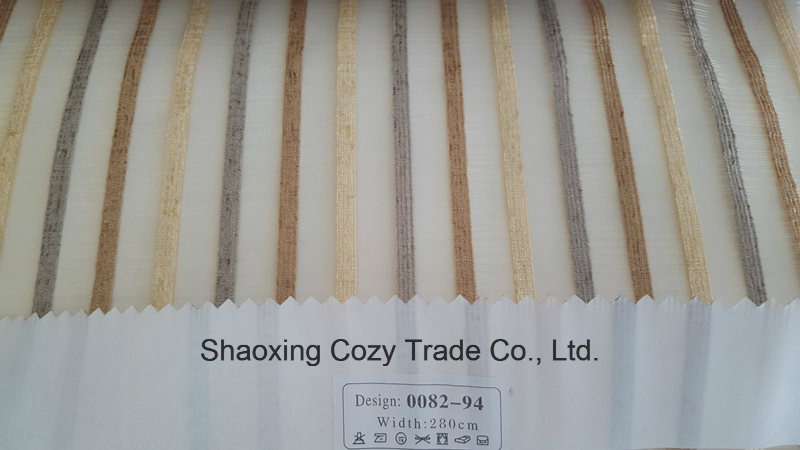 Shaoxing Cozy Trade Co., Ltd.
Design: 0082-94
Width:280cm